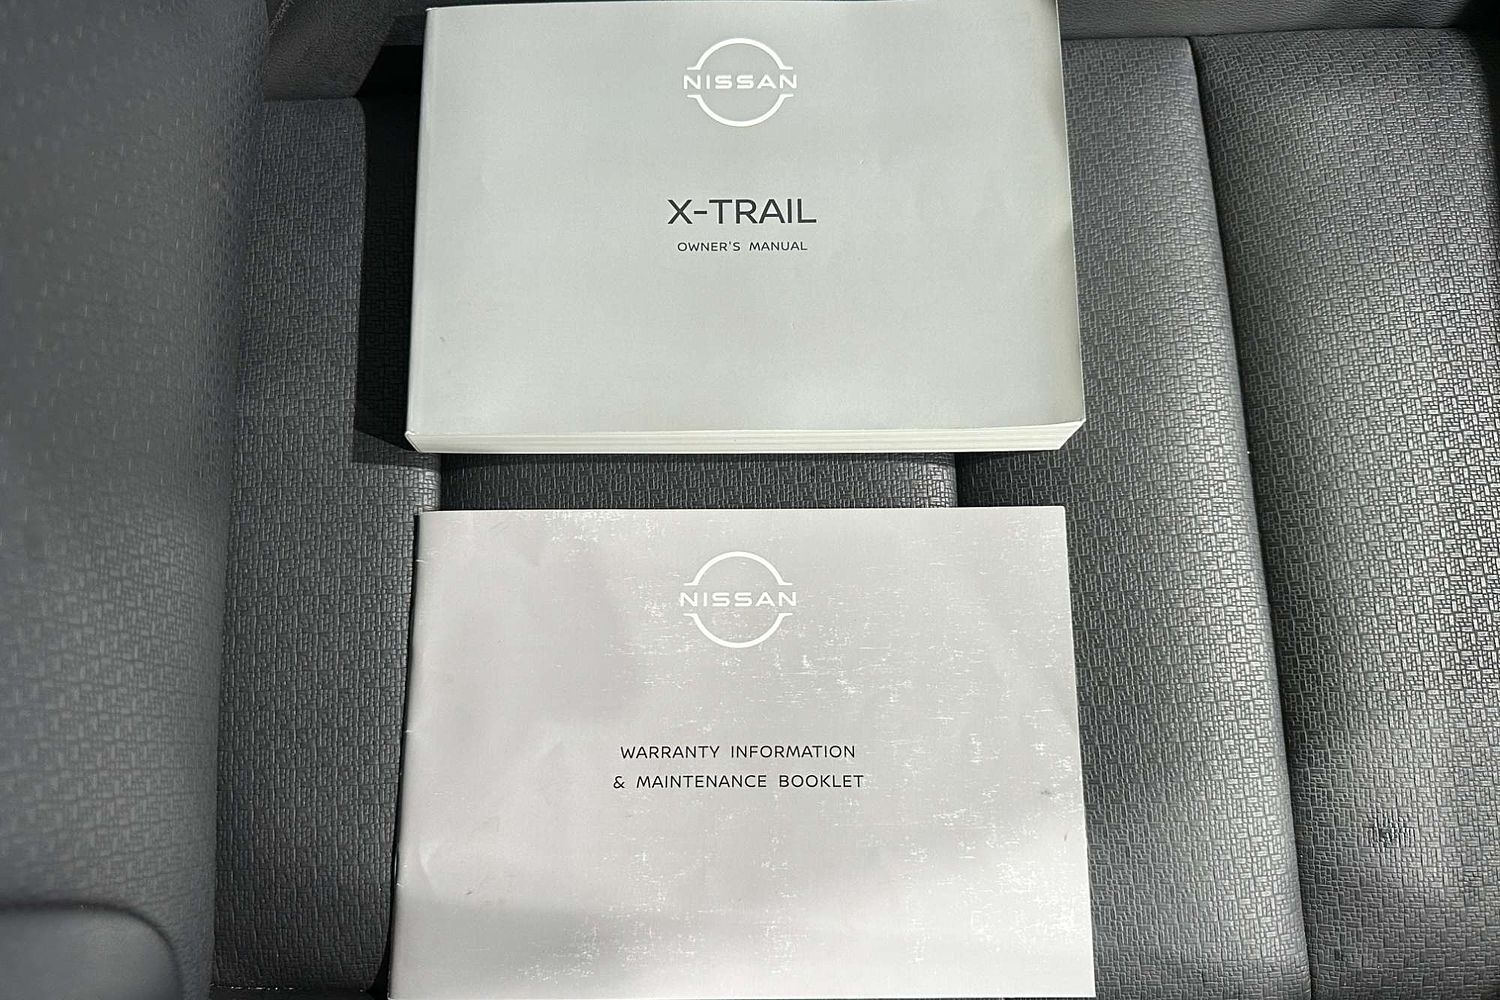 NISSAN
X-TRAIL
OWNER'S MANUAL
NISSAN
WARRANTY INFORMATION
& MAINTENANCE BOOKLET